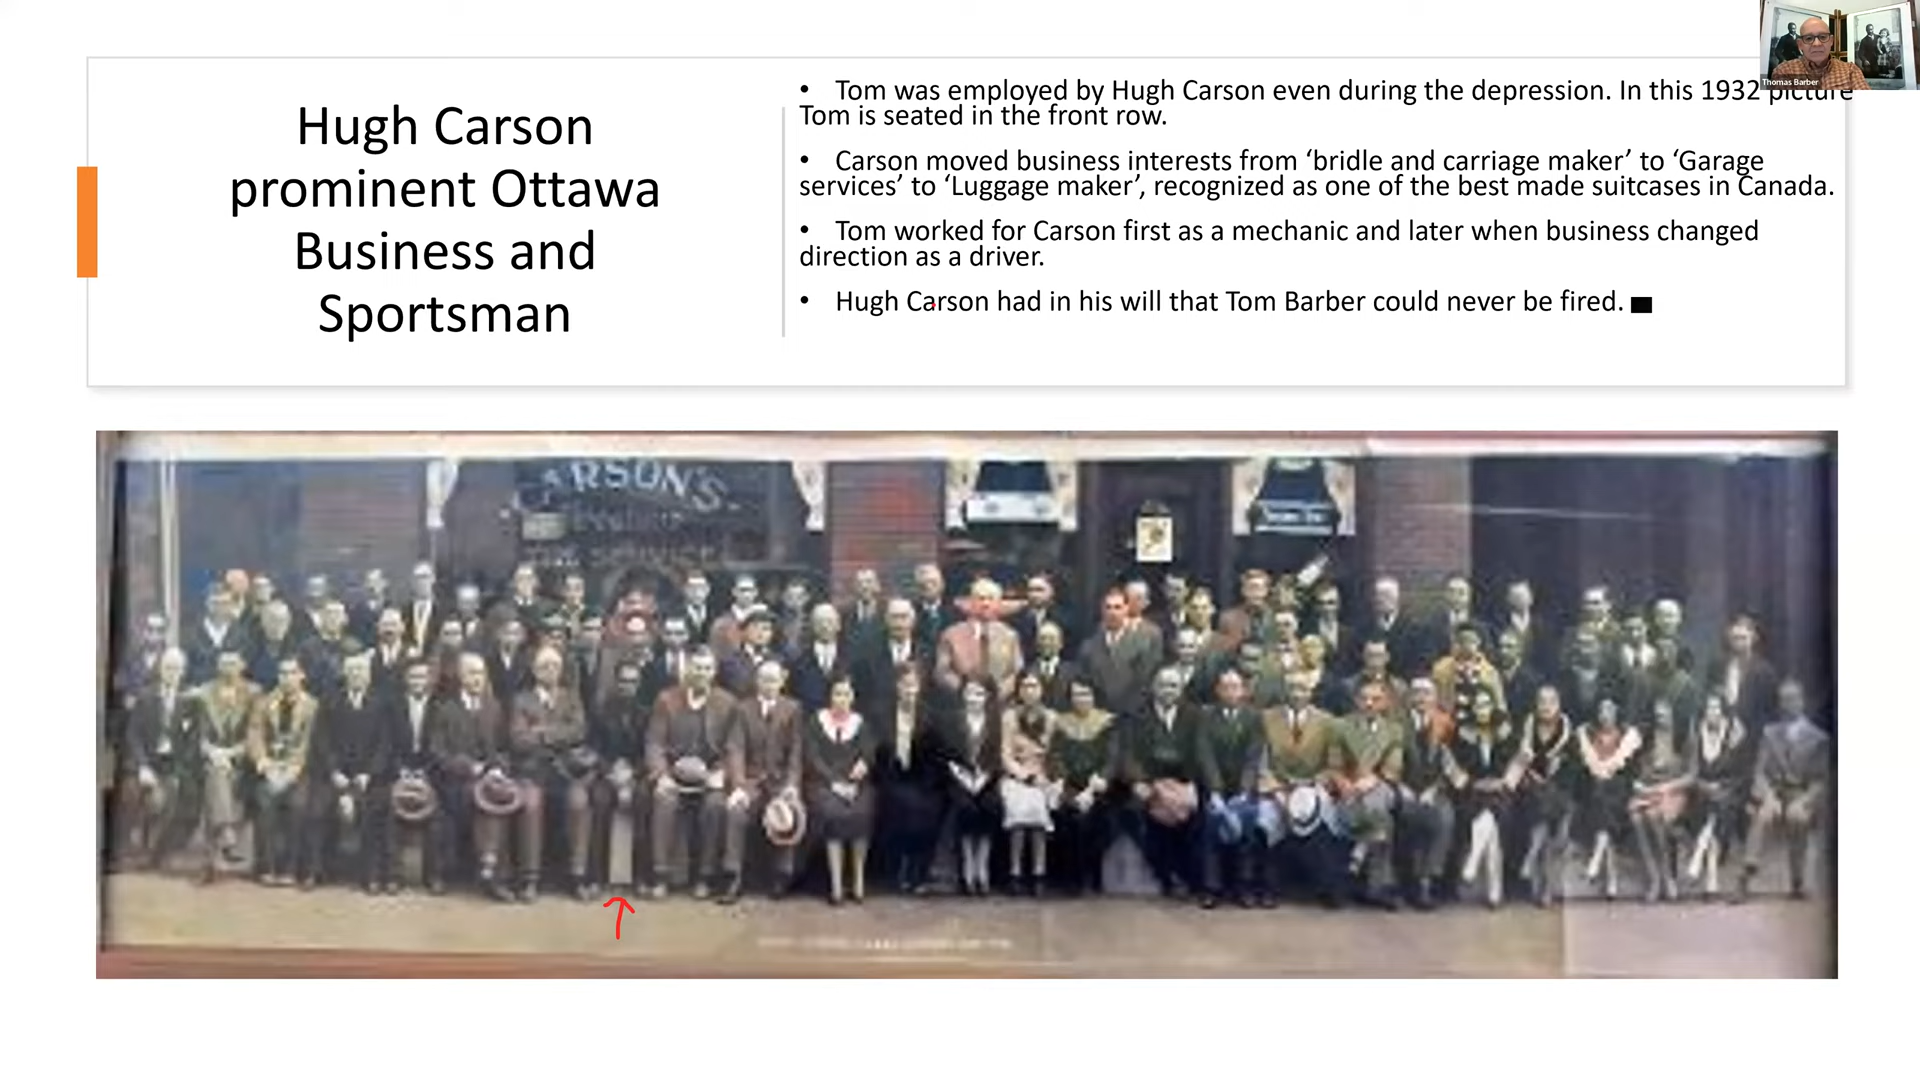 Hugh Carson
prominent Ottawa
Business and
Sportsman
• Tom was employed by Hugh Carson even during the depression. In this 1932 picture
Tom is seated in the front row.
• Carson moved business interests from ‘bridle and carriage maker’ to ‘Garage
services’ to ‘Luggage maker’, recognized as one of the best made suitcases in Canada.
• Tom worked for Carson first as a mechanic and later when business changed
direction as a driver.
• Hugh Carson had in his will that Tom Barber could never be fired.
Thomas Barber
CARSON'S